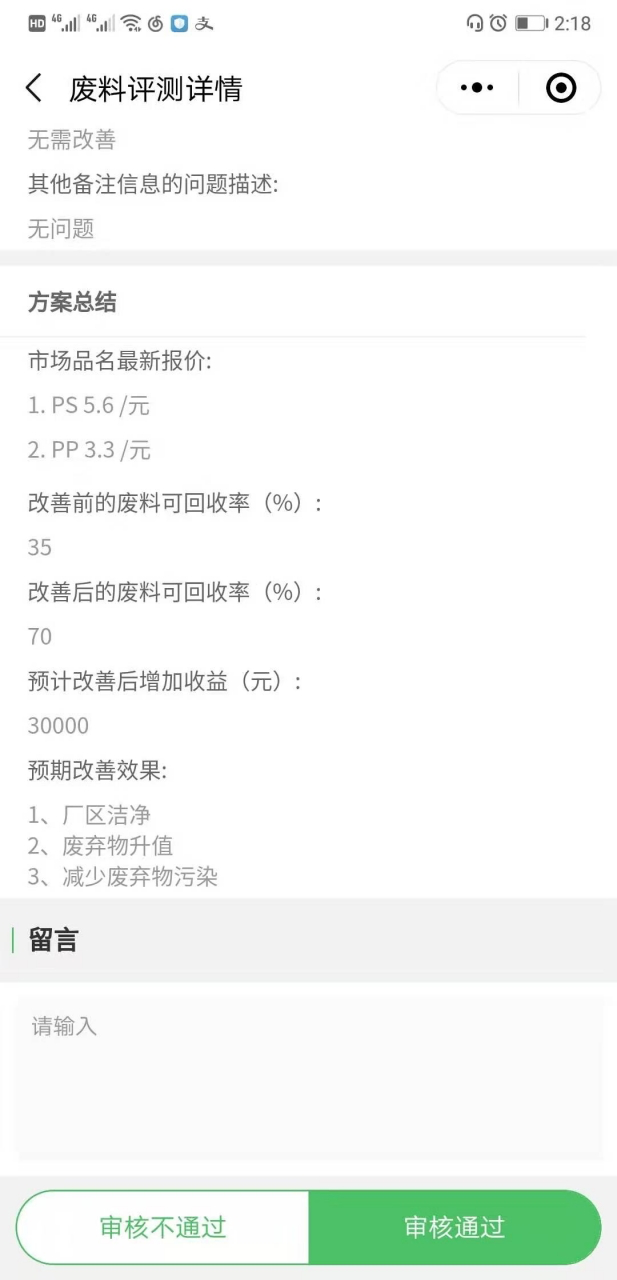 HD 4G 4G 支 2:18
废料评测详情
无需改善
其他备注信息的问题描述:
无问题
方案总结
市场品名最新报价:
1. PS 5.6 /元
2. PP 3.3 /元
改善前的废料可回收率（%）:
35
改善后的废料可回收率（%）:
70
预计改善后增加收益（元）:
30000
预期改善效果:
1、厂区洁净
2、废弃物升值
3、减少废弃物污染
留言
请输入
审核不通过 审核通过